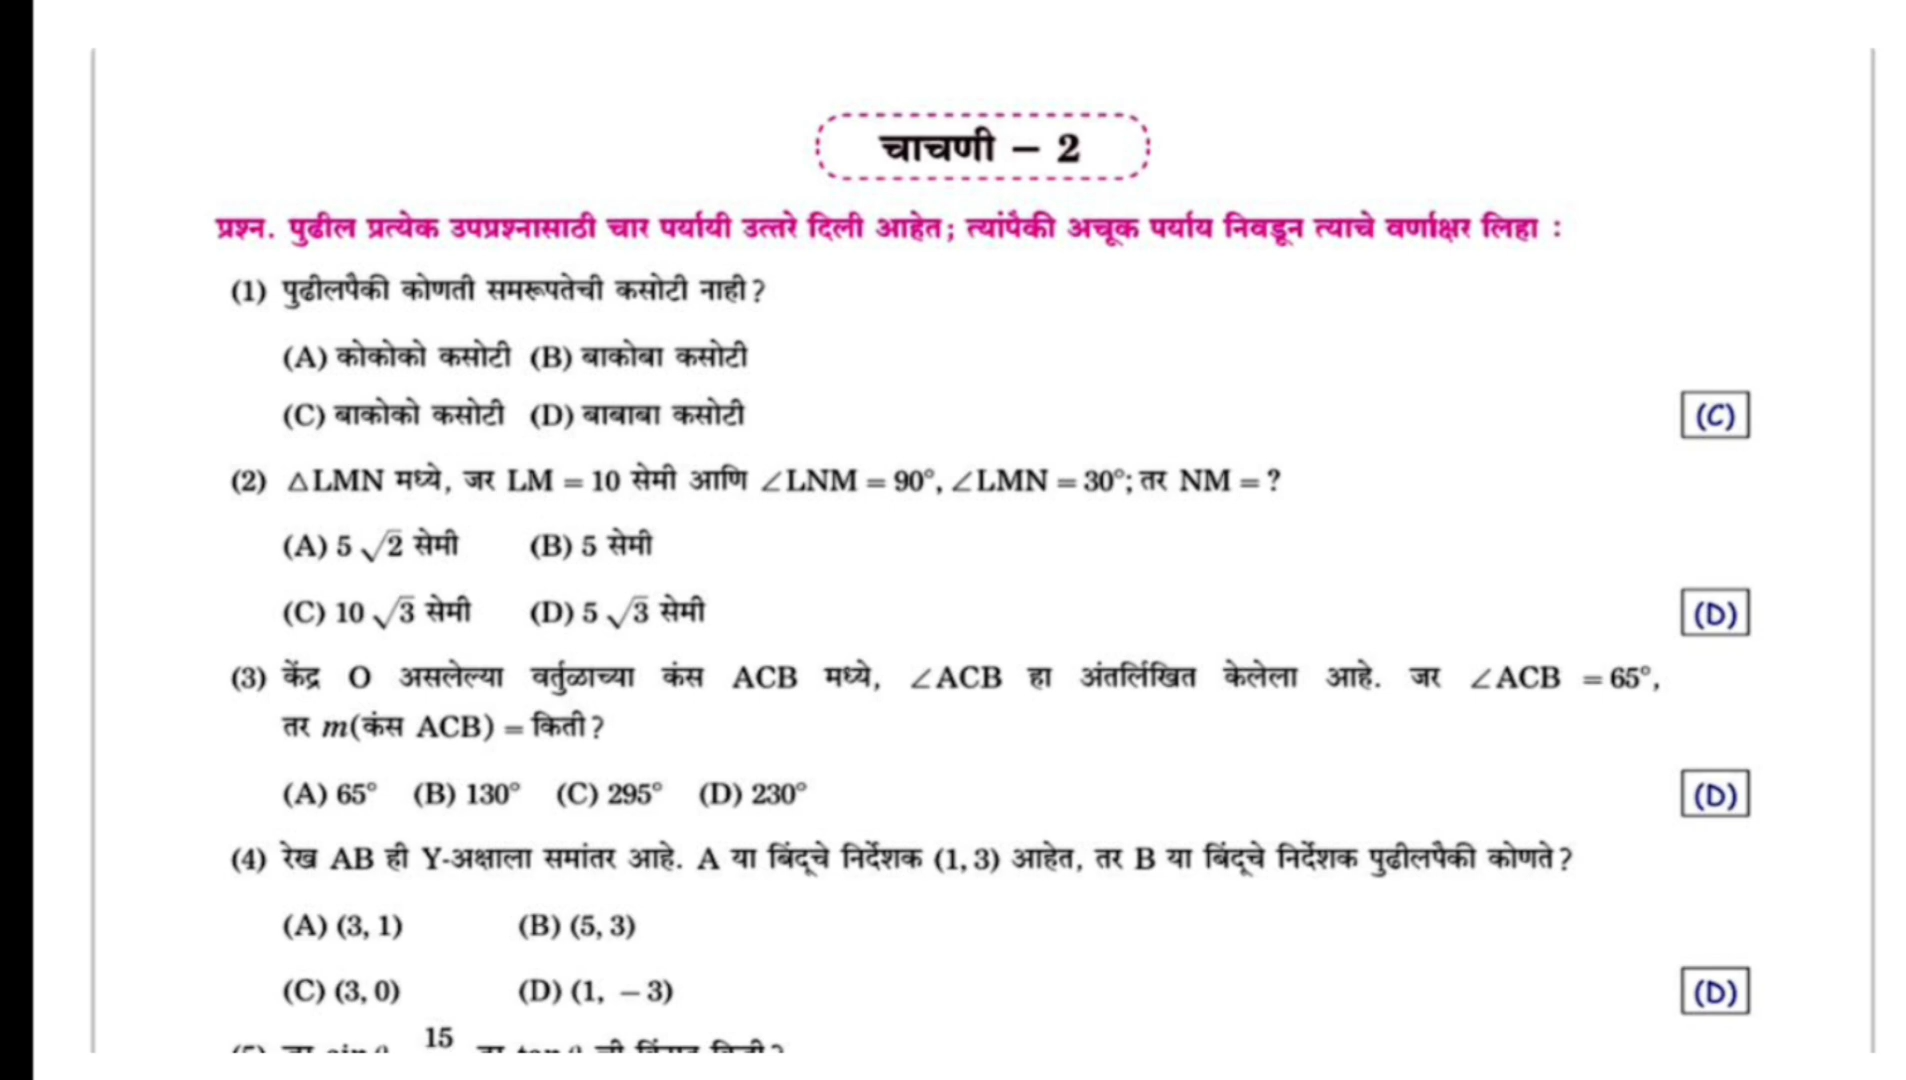 चाचणी – 2
प्रश्न. पुढील प्रत्येक उपप्रश्नासाठी चार पर्यायी उत्तरे दिली आहेत; त्यांपैकी अचूक पर्याय निवडून त्याचे वर्णाक्षर लिहा :
(1) पुढीलपैकी कोणती समरूपतेची कसोटी नाही?
(A) कोकोको कसोटी (B) बाकोबा कसोटी
(C) बाकोको कसोटी (D) बाबाबा कसोटी (C)
(2) △LMN मध्ये, जर LM = 10 सेमी आणि ∠LNM = 90°, ∠LMN = 30°; तर NM = ?
(A) 5 √2 सेमी (B) 5 सेमी
(C) 10 √3 सेमी (D) 5 √3 सेमी (D)
(3) केंद्र O असलेल्या वर्तुळाच्या कंस ACB मध्ये, ∠ACB हा अंतर्लिखित केलेला आहे. जर ∠ACB = 65°,
तर m(कंस ACB) = किती?
(A) 65° (B) 130° (C) 295° (D) 230° (D)
(4) रेख AB ही Y-अक्षाला समांतर आहे. A या बिंदूचे निर्देशक (1, 3) आहेत, तर B या बिंदूचे निर्देशक पुढीलपैकी कोणते?
(A) (3, 1) (B) (5, 3)
(C) (3, 0) (D) (1, – 3) (D)
15